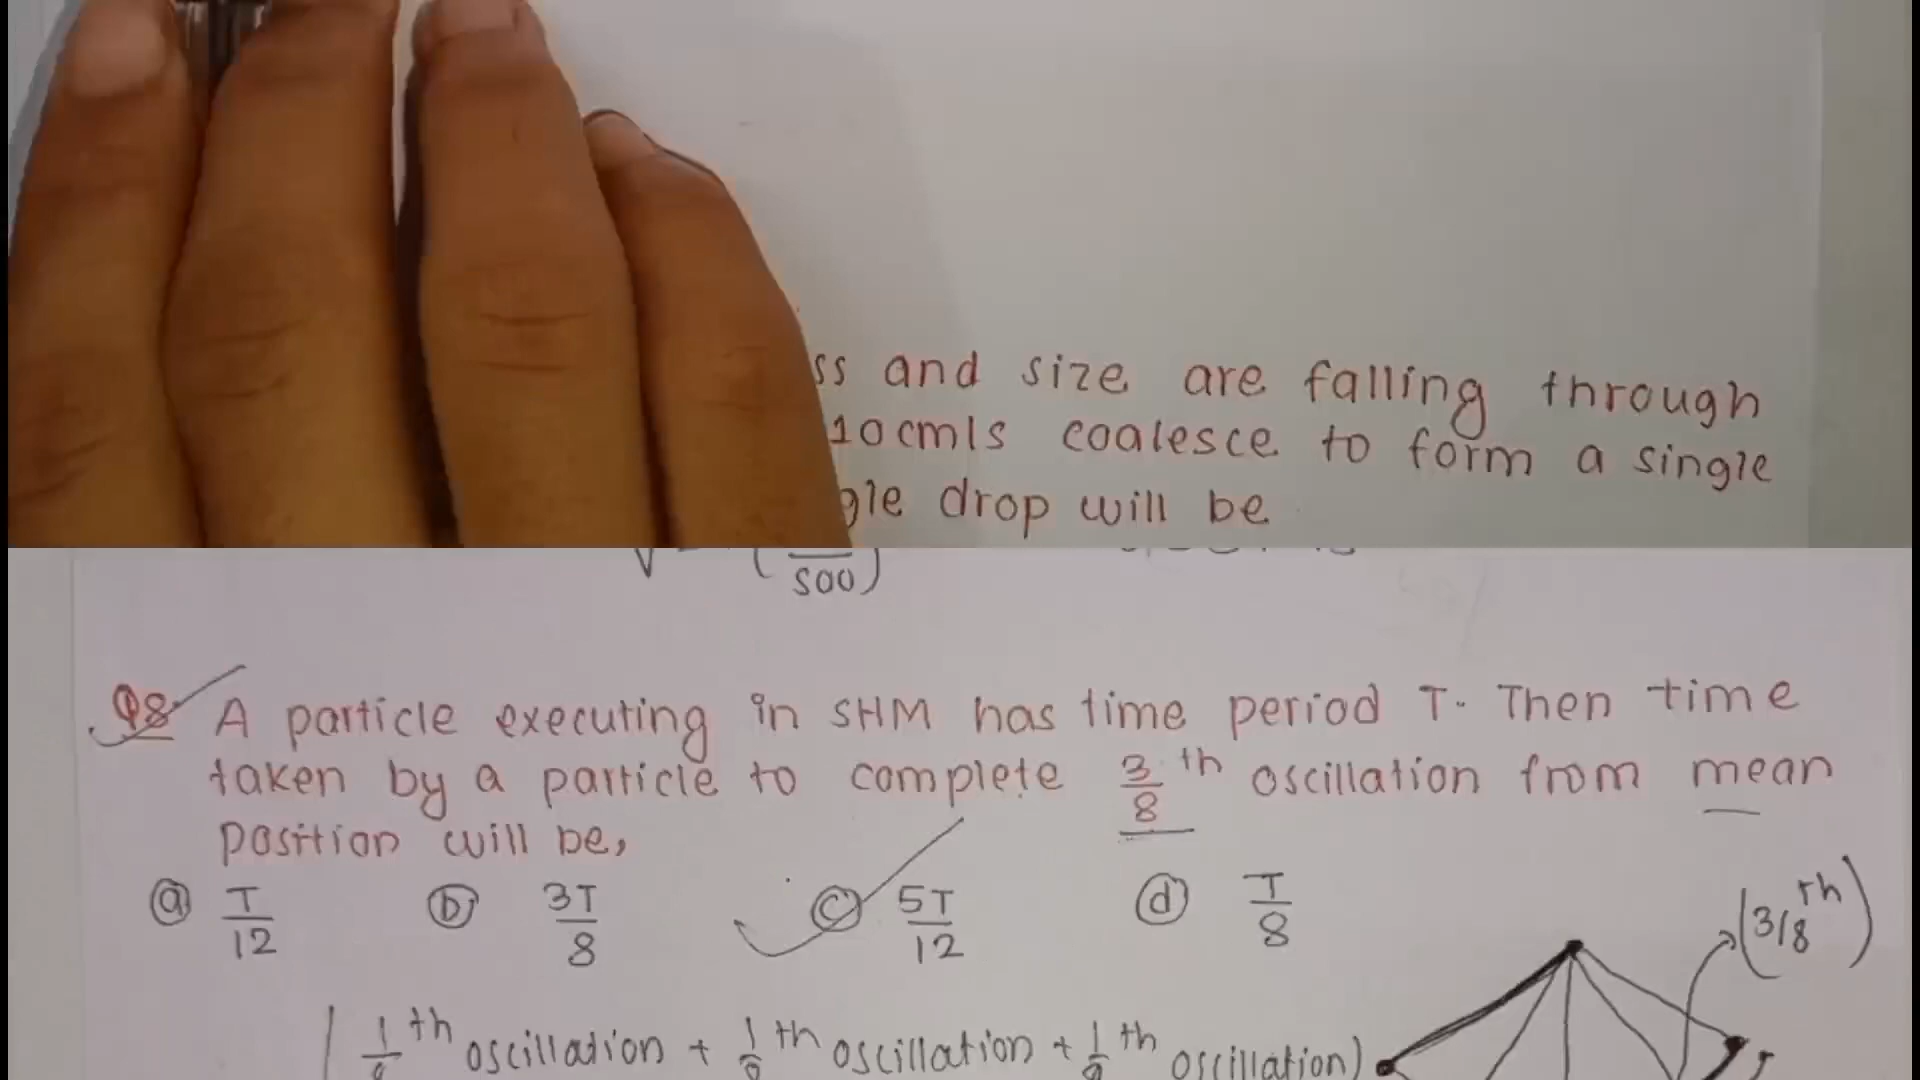 and size are falling through
10cm/s coalesce to form a single
drop will be
500
Q8 A particle executing in SHM has time period T. Then time
taken by a particle to complete 3/8 th oscillation from mean
position will be,
(a) T/12 (b) 3T/8 (c) 5T/12 (d) T/8
(3/8 th)
th oscillation + th oscillation + th oscillation)